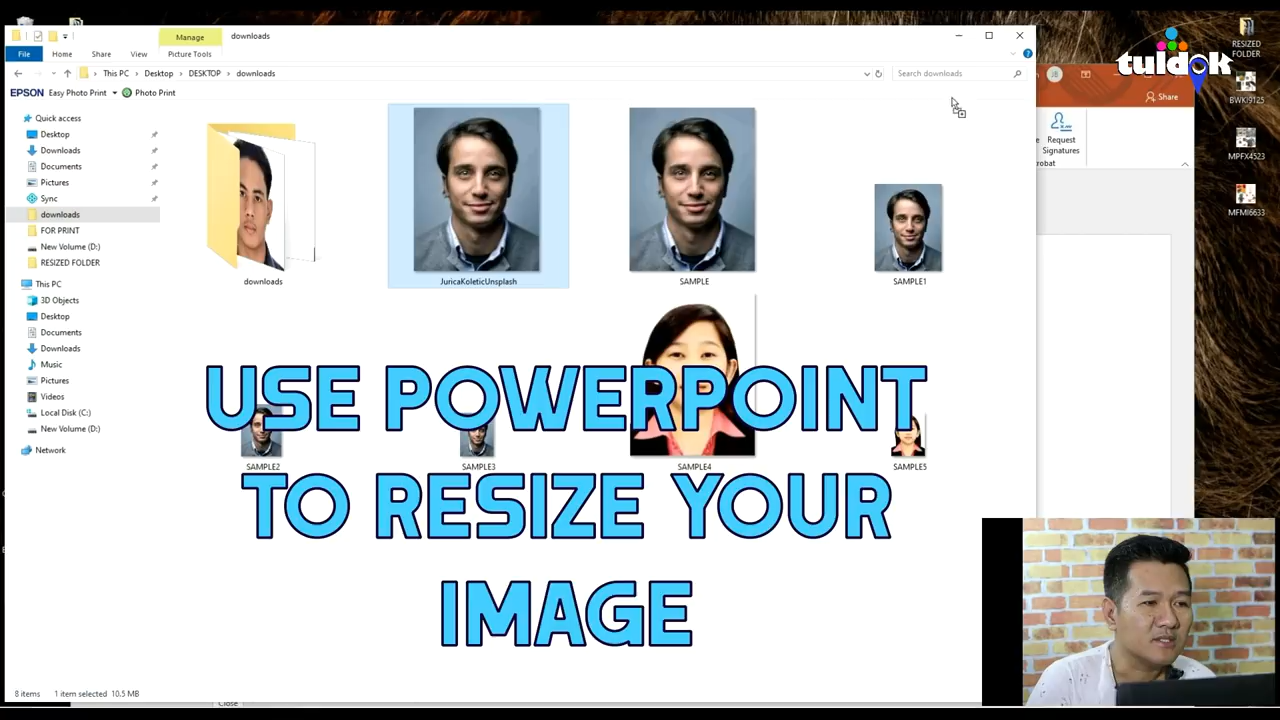 Manage
downloads
File
Home
Share
View
Picture Tools
This PC
Desktop
DESKTOP
downloads
Search downloads
EPSON
Easy Photo Print
Photo Print
Quick access
Desktop
Downloads
Documents
Pictures
Sync
downloads
FOR PRINT
New Volume (D:)
RESIZED FOLDER
This PC
3D Objects
Desktop
Documents
Downloads
Music
Pictures
Videos
Local Disk (C:)
New Volume (D:)
Network
downloads
JuricaKoleticUnsplash
SAMPLE
SAMPLE1
SAMPLE2
SAMPLE3
SAMPLE4
SAMPLE5
USE POWERPOINT
TO RESIZE YOUR
IMAGE
8 items
1 item selected 10.5 MB
Close
tuldok
JB
Share
Request
Signatures
RESIZED
FOLDER
BWKI9125
MPFX4523
MFMI6633